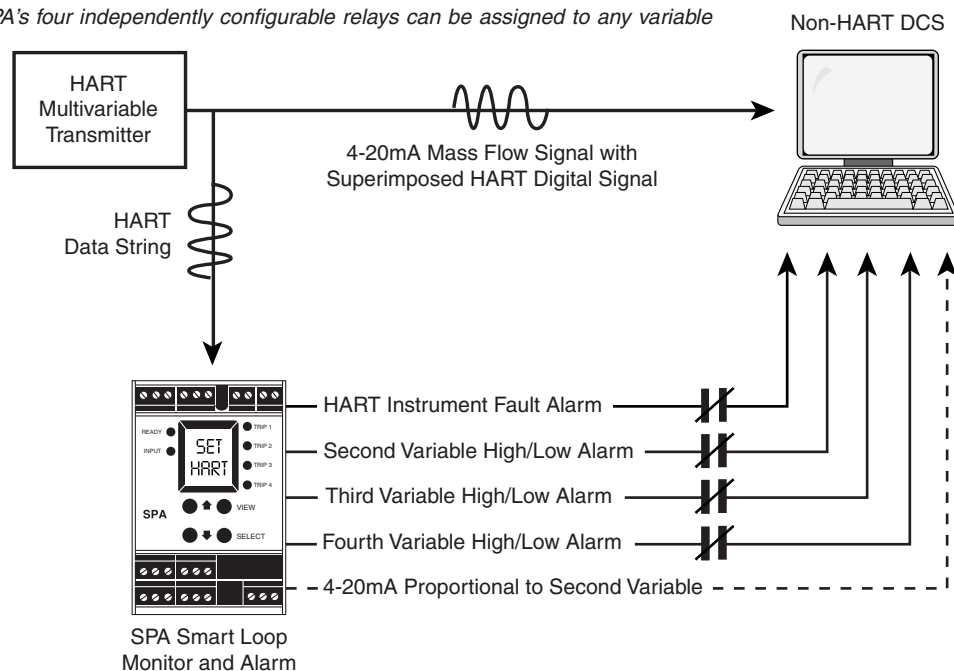 PA's four independently configurable relays can be assigned to any variable
Non-HART DCS
HART
Multivariable
Transmitter
4-20mA Mass Flow Signal with
Superimposed HART Digital Signal
HART
Data String
HART Instrument Fault Alarm
READY
INPUT
SET
HART
TRIP 1
TRIP 2
TRIP 3
TRIP 4
Second Variable High/Low Alarm
Third Variable High/Low Alarm
SPA
VIEW
SELECT
Fourth Variable High/Low Alarm
4-20mA Proportional to Second Variable
SPA Smart Loop
Monitor and Alarm